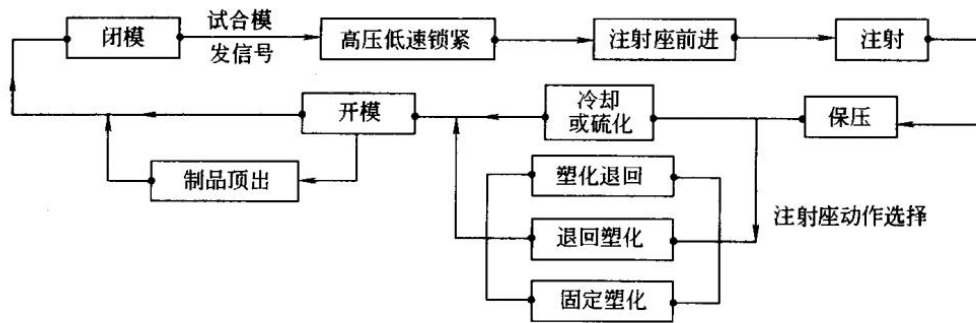 闭模
试合模
发信号
高压低速锁紧
注射座前进
注射
开模
冷却
或硫化
保压
制品顶出
塑化退回
退回塑化
注射座动作选择
固定塑化